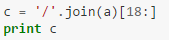 c = '/'.join(a)[18:]
print c